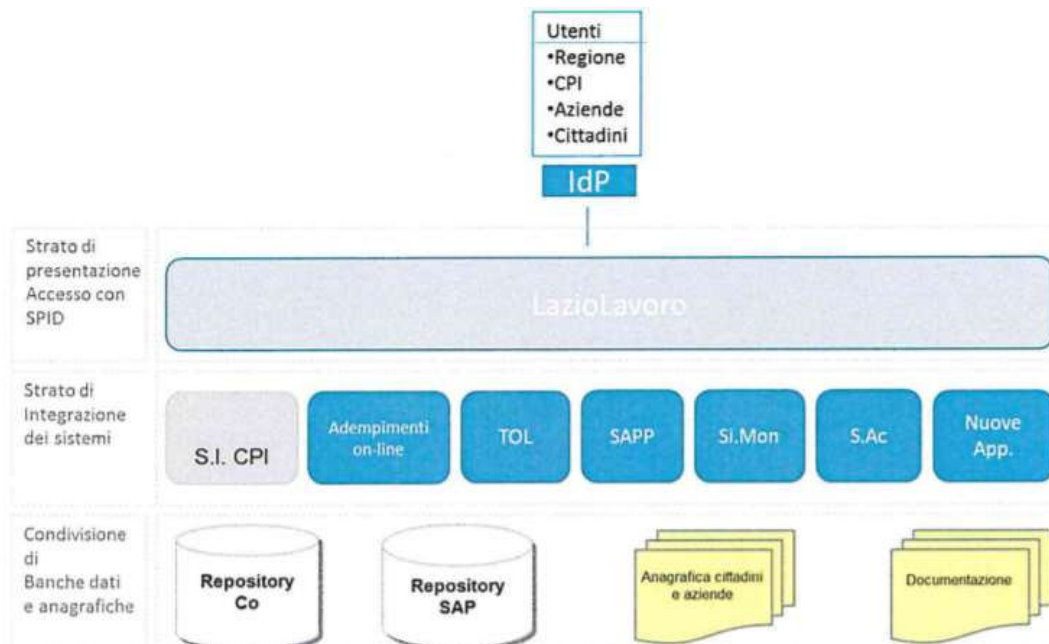 Utenti
•Regione
•CPI
•Aziende
•Cittadini
IdP
Strato di
presentazione
Accesso con
SPID
LazioLavoro
Strato di
Integrazione
dei sistemi
S.I. CPI
Adempimenti
on-line
TOL
SAPP
Si.Mon
S.Ac
Nuove
App.
Condivisione
di
Banche dati
e anagrafiche
Repository
Co
Repository
SAP
Anagrafica cittadini
e aziende
Documentazione